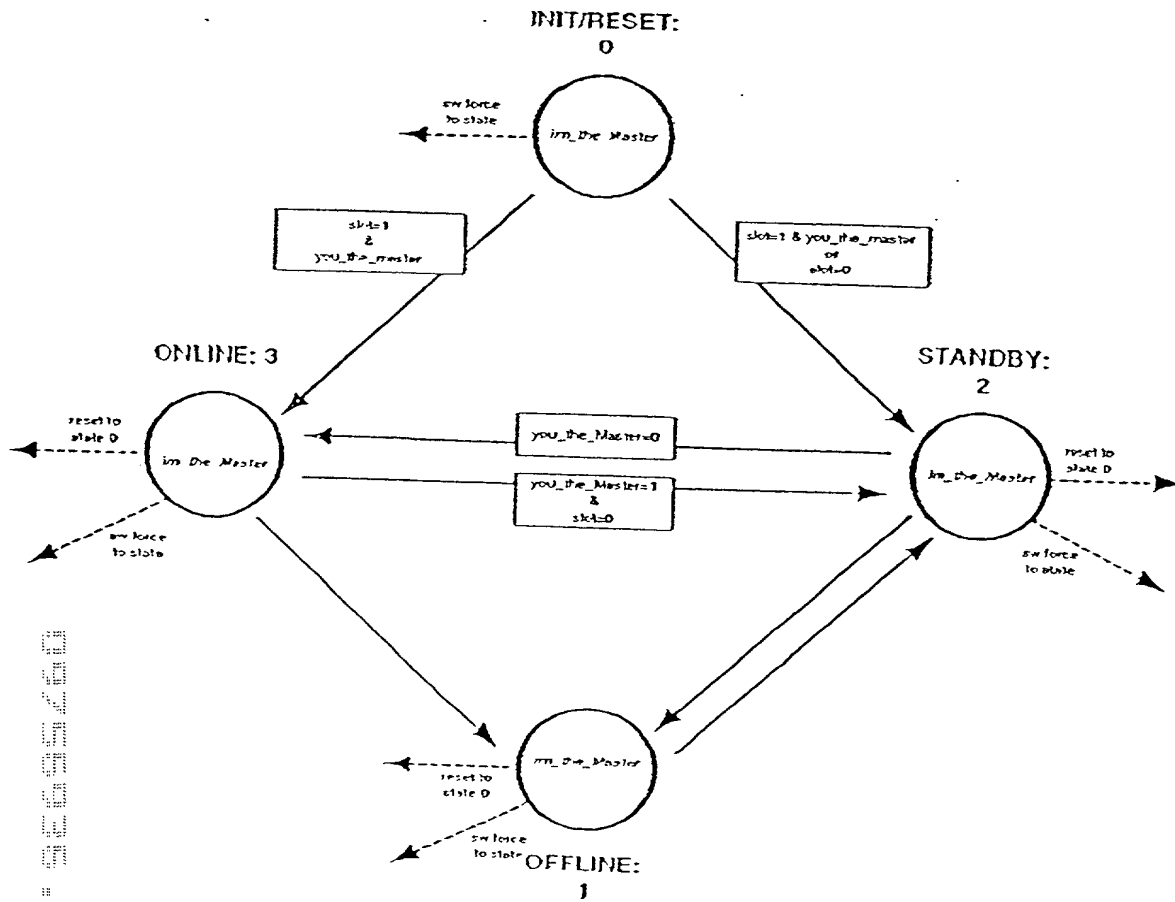 INIT/RESET:
0
sw force
to state
im_the_Master
slot=1
&
you_the_master
slot=1 & you_the_master
or
slot=0
ONLINE: 3
STANDBY:
2
reset to
state 0
im_the_Master
you_the_Master=0
you_the_Master=1
&
slot=0
im_the_Master
reset to
state 0
sw force
to state
sw force
to state
im_the_Master
reset to
state 0
sw force
to state
OFFLINE:
1